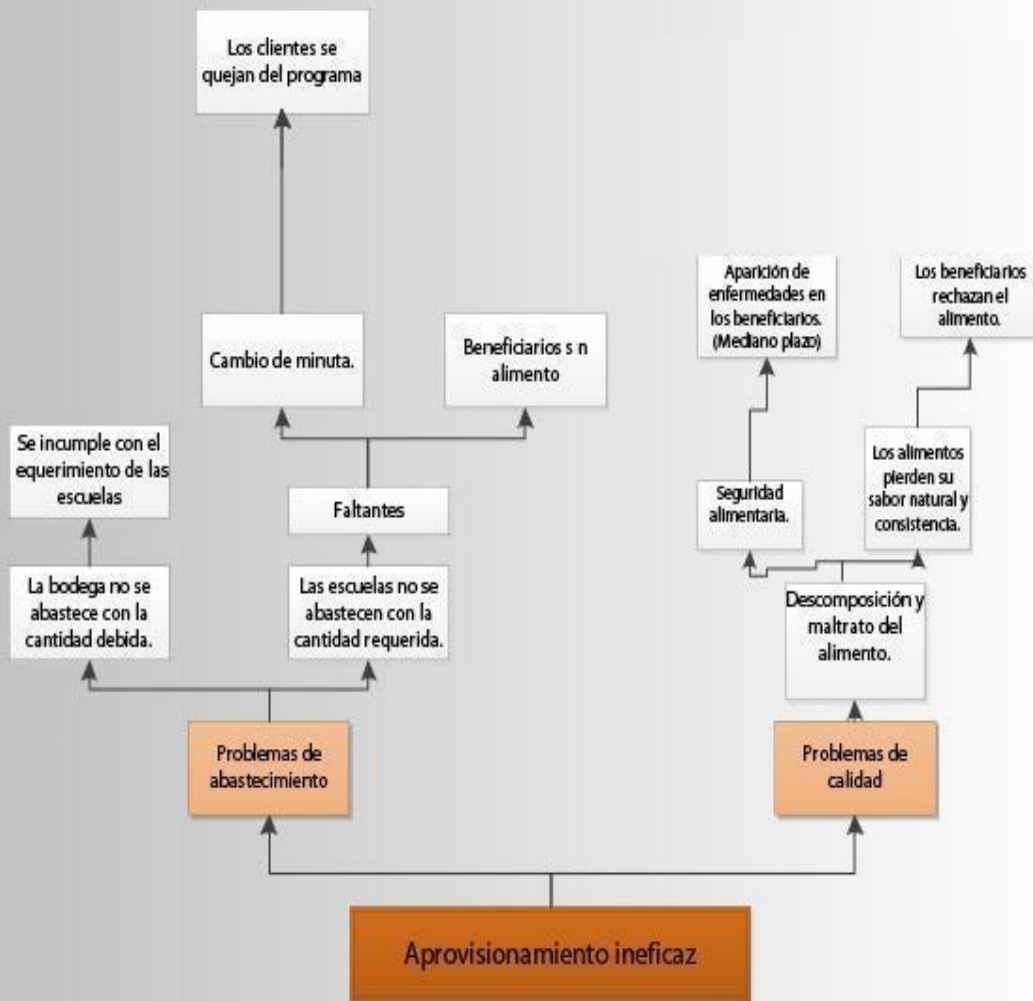 Los clientes se
quejan del programa
Cambio de minuta.
Beneficiarios s n
alimento
Aparición de
enfermedades en
los beneficiarios.
(Mediano plazo)
Los beneficiarios
rechazan el
alimento.
Se incumple con el
equerimiento de las
escuelas
Faltantes
Seguridad
alimentaria.
Los alimentos
pierden su
sabor natural y
consistencia.
La bodega no se
abastece con la
cantidad debida.
Las escuelas no se
abastecen con la
cantidad requerida.
Descomposición y
maltrato del
alimento.
Problemas de
abastecimiento
Problemas de
calidad
Aprovisionamiento ineficaz